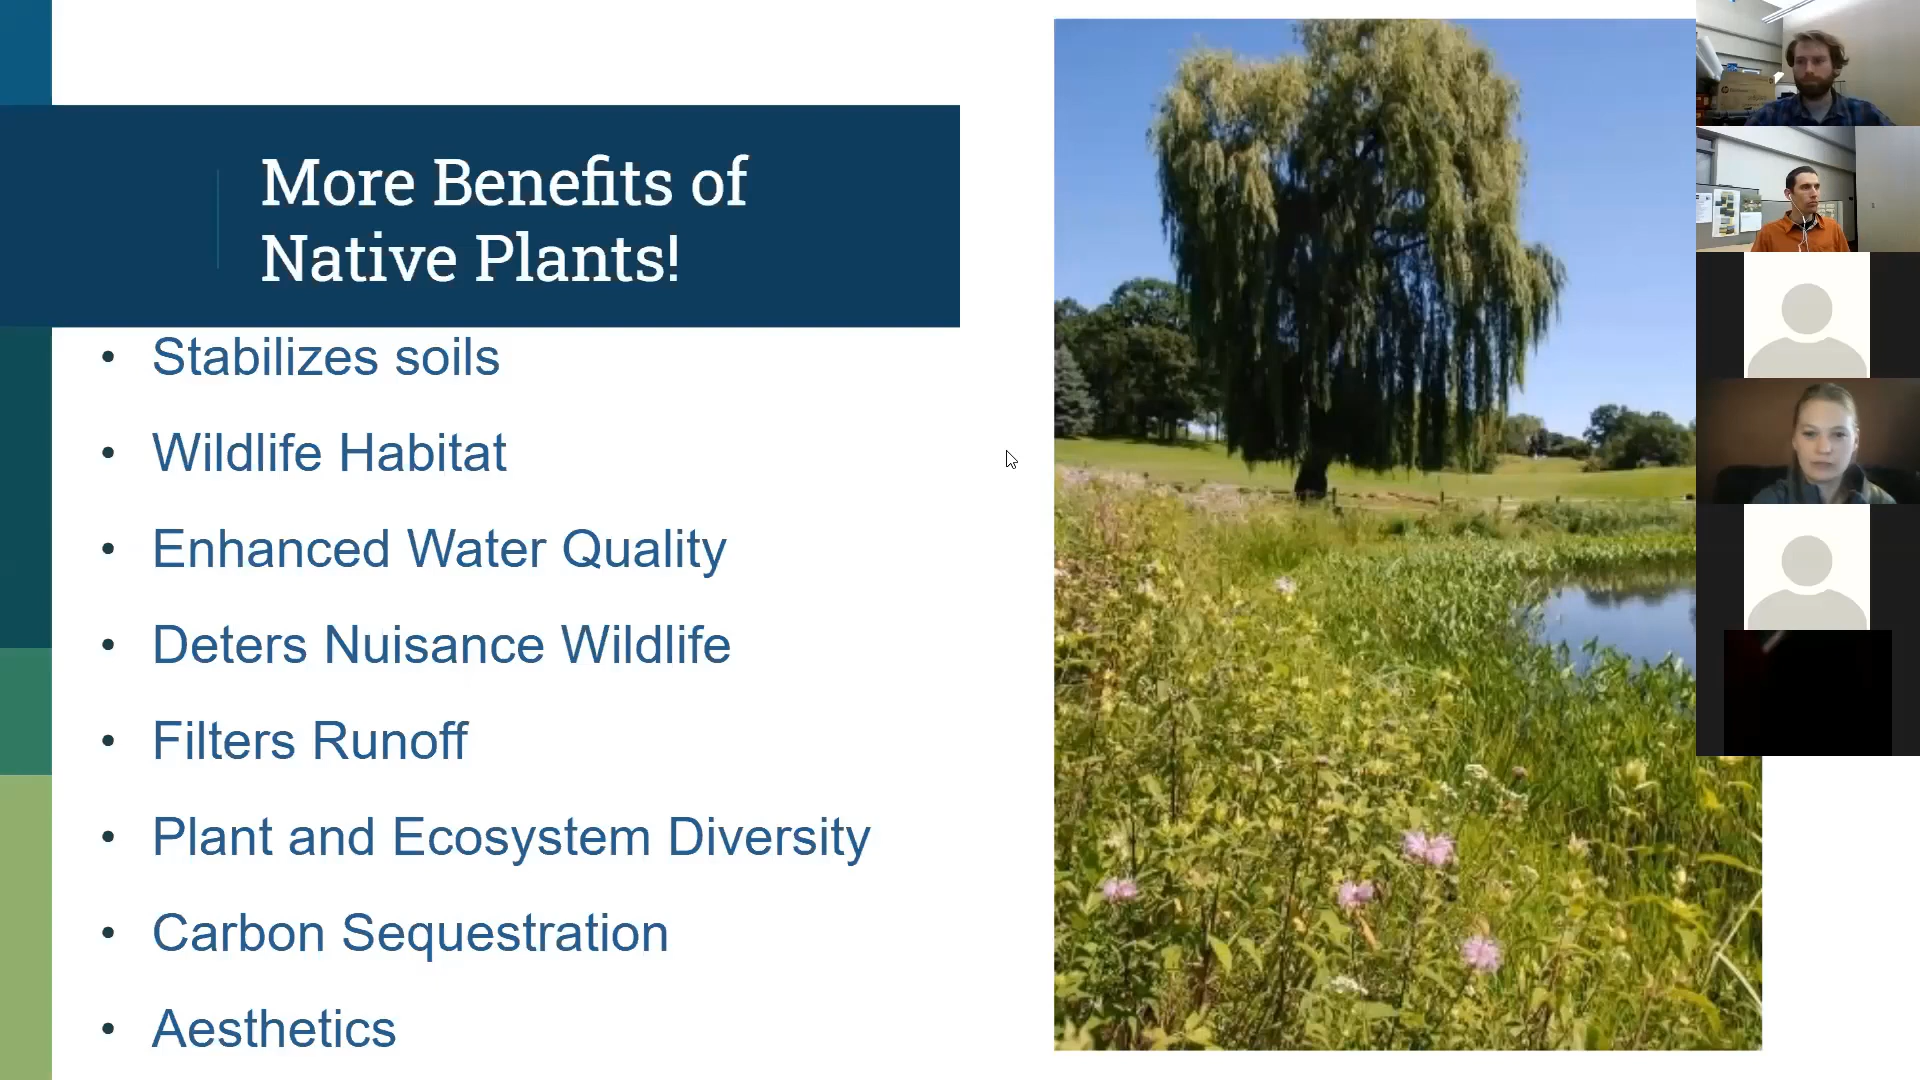 More Benefits of
Native Plants!
• Stabilizes soils
• Wildlife Habitat
• Enhanced Water Quality
• Deters Nuisance Wildlife
• Filters Runoff
• Plant and Ecosystem Diversity
• Carbon Sequestration
• Aesthetics